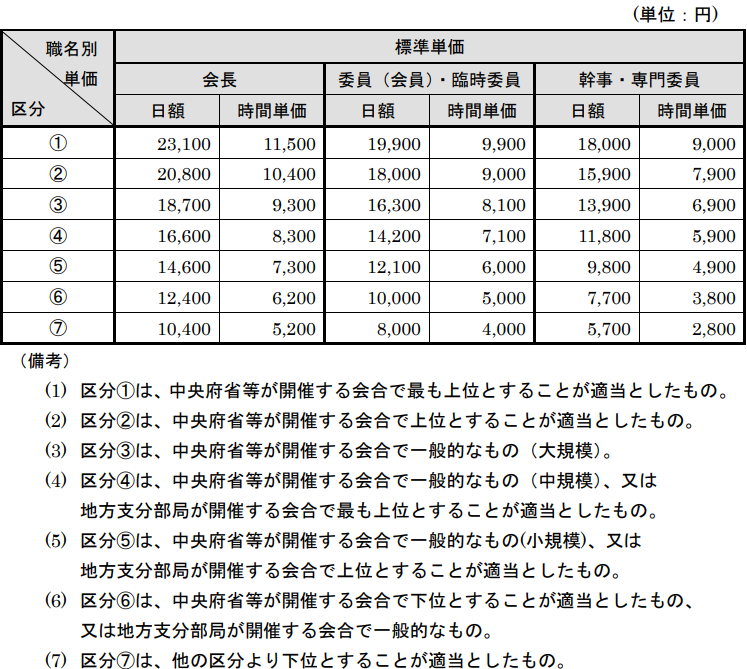 (単位：円)
職名別 標準単価
単価 会長 委員（会員）・臨時委員 幹事・専門委員
区分 日額 時間単価 日額 時間単価 日額 時間単価
① 23,100 11,500 19,900 9,900 18,000 9,000
② 20,800 10,400 18,000 9,000 15,900 7,900
③ 18,700 9,300 16,300 8,100 13,900 6,900
④ 16,600 8,300 14,200 7,100 11,800 5,900
⑤ 14,600 7,300 12,100 6,000 9,800 4,900
⑥ 12,400 6,200 10,000 5,000 7,700 3,800
⑦ 10,400 5,200 8,000 4,000 5,700 2,800
（備考）
(1) 区分①は、中央府省等が開催する会合で最も上位とすることが適当としたもの。
(2) 区分②は、中央府省等が開催する会合で上位とすることが適当としたもの。
(3) 区分③は、中央府省等が開催する会合で一般的なもの（大規模）。
(4) 区分④は、中央府省等が開催する会合で一般的なもの（中規模）、又は
地方支分部局が開催する会合で最も上位とすることが適当としたもの。
(5) 区分⑤は、中央府省等が開催する会合で一般的なもの(小規模)、又は
地方支分部局が開催する会合で上位とすることが適当としたもの。
(6) 区分⑥は、中央府省等が開催する会合で下位とすることが適当としたもの、
又は地方支分部局が開催する会合で一般的なもの。
(7) 区分⑦は、他の区分より下位とすることが適当としたもの。